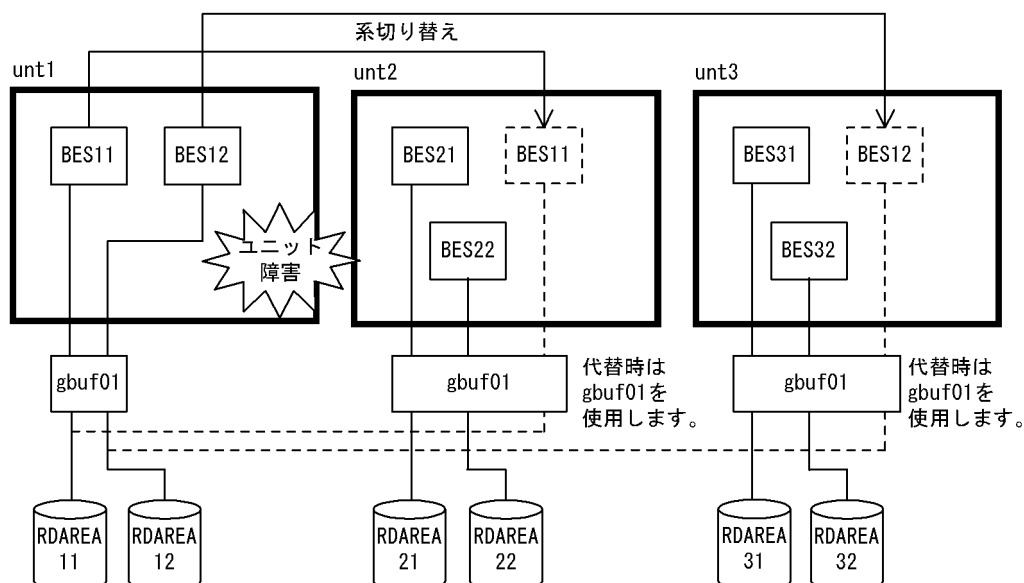 系切り替え
unt1
unt2
unt3
BES11
BES12
BES21
BES11
BES31
BES12
ユニット
障害
BES22
BES32
gbuf01
gbuf01
代替時は
gbuf01を
使用します。
gbuf01
代替時は
gbuf01を
使用します。
RDAREA
11
RDAREA
12
RDAREA
21
RDAREA
22
RDAREA
31
RDAREA
32